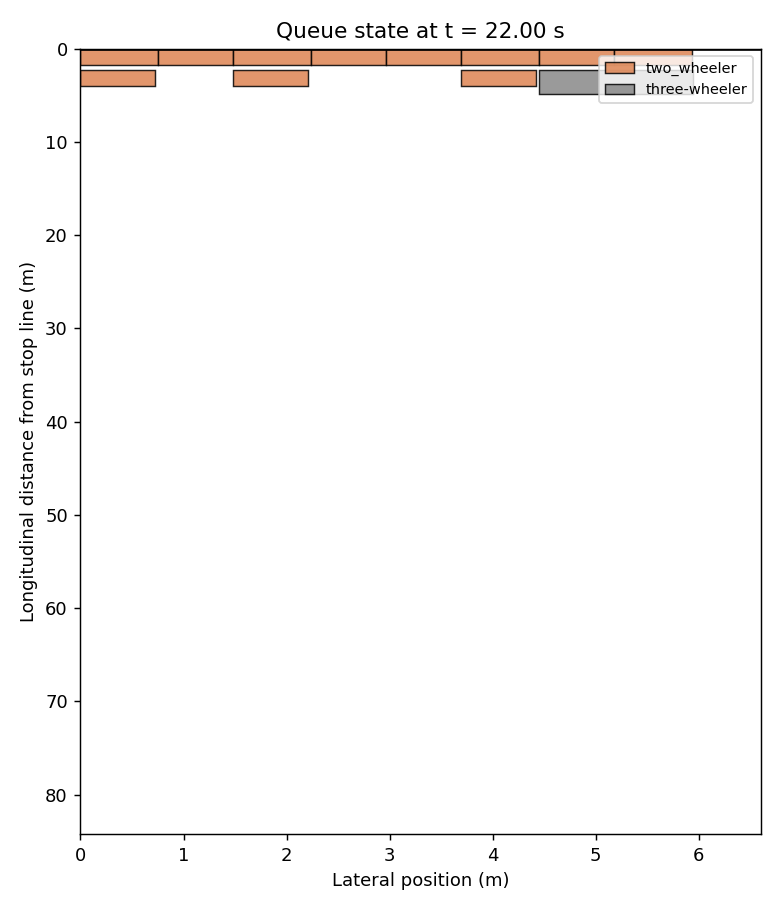 Queue state at t = 22.00 s
two_wheeler
three-wheeler
Longitudinal distance from stop line (m)
0
10
20
30
40
50
60
70
80
0 1 2 3 4 5 6
Lateral position (m)